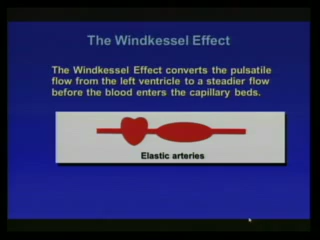 The Windkessel Effect
The Windkessel Effect converts the pulsatile
flow from the left ventricle to a steadier flow
before the blood enters the capillary beds.
Elastic arteries